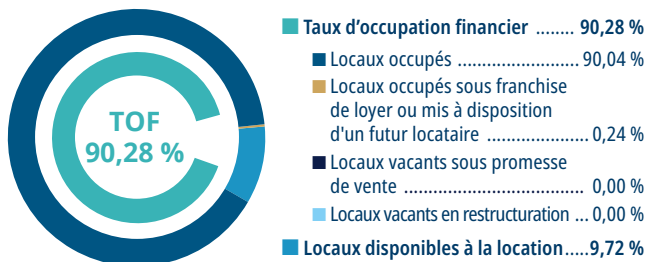 TOF
90,28 %
Taux d’occupation financier ........ 90,28 %
Locaux occupés ............................ 90,04 %
Locaux occupés sous franchise
de loyer ou mis à disposition
d'un futur locataire ..................... 0,24 %
Locaux vacants sous promesse
de vente ..................................... 0,00 %
Locaux vacants en restructuration ... 0,00 %
Locaux disponibles à la location.....9,72 %